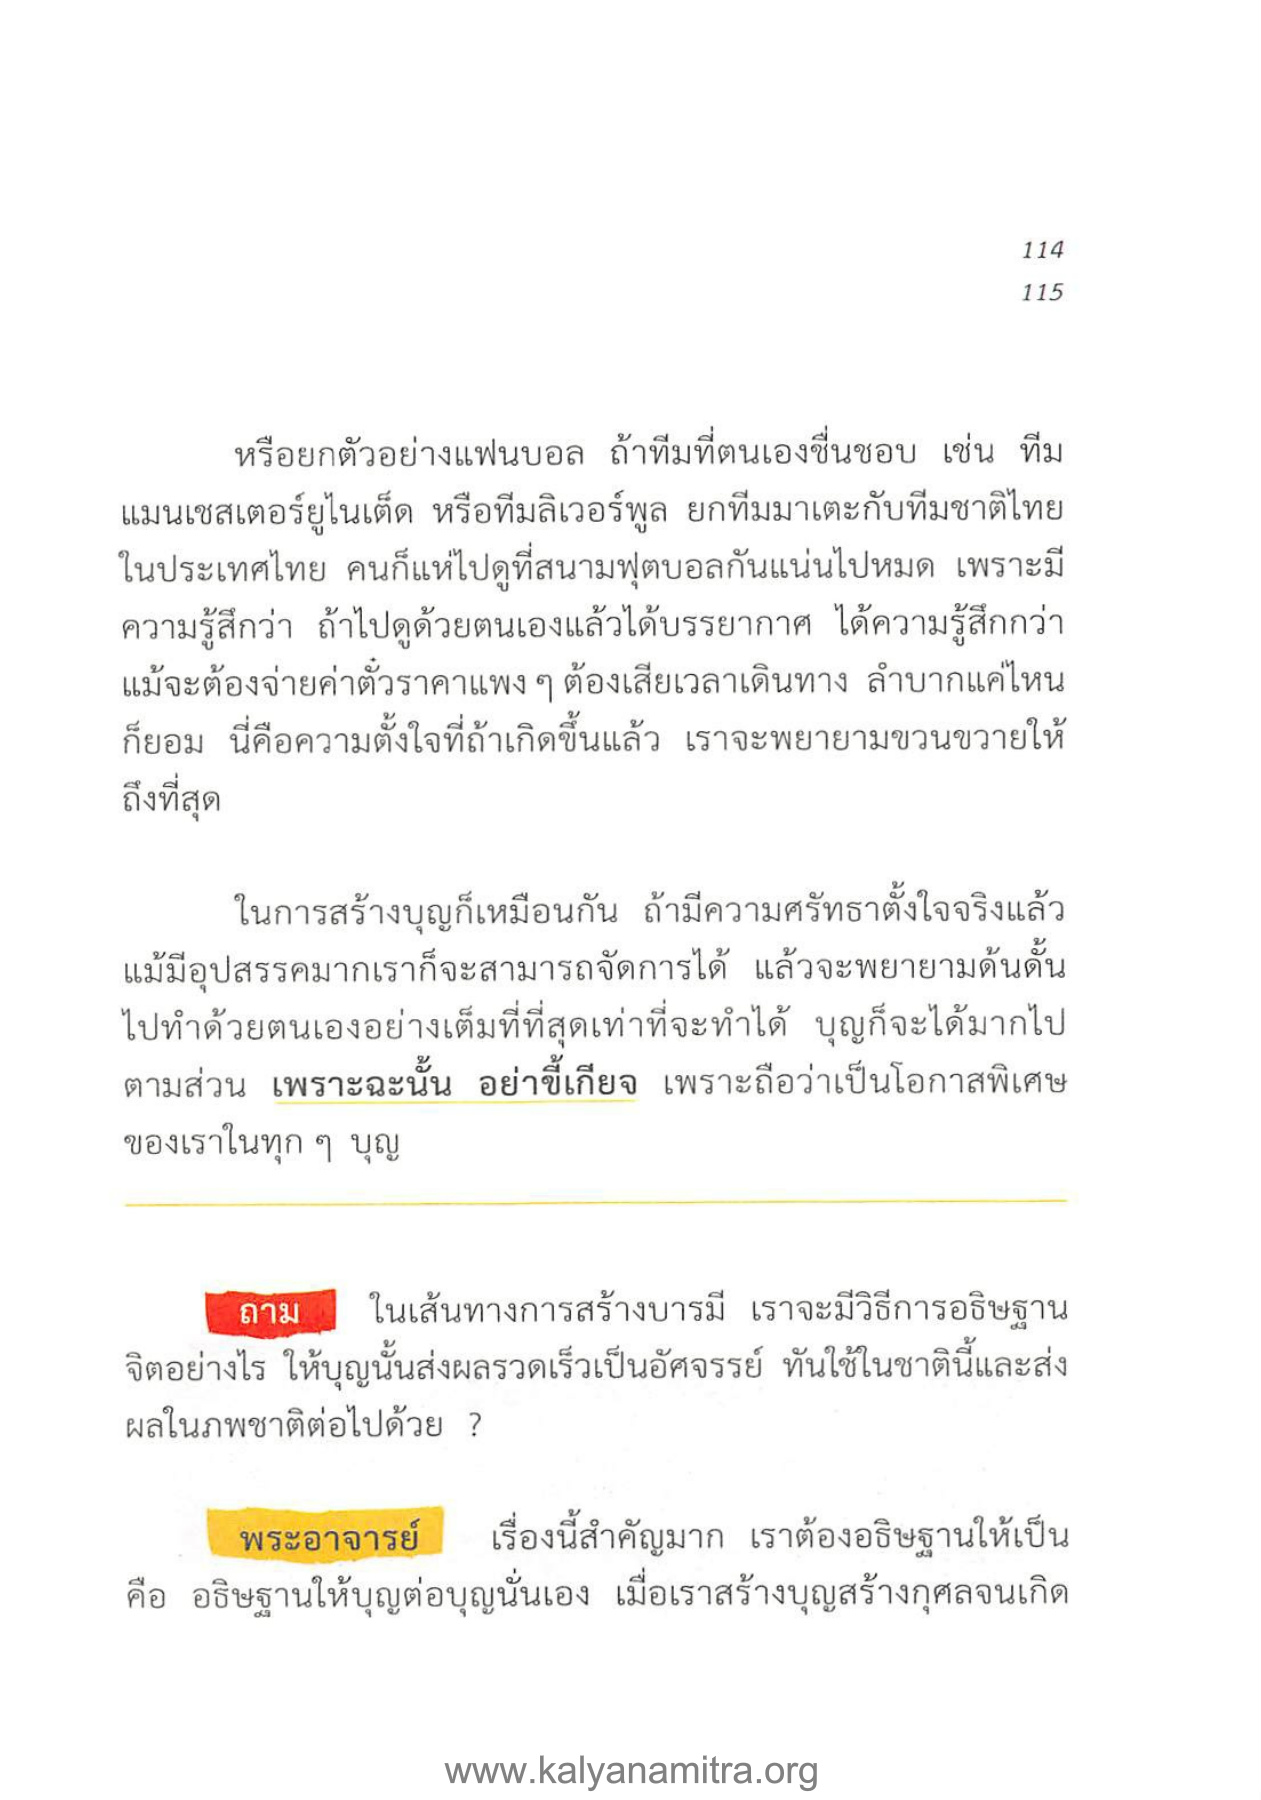 114
115
หรือยกตัวอย่างแฟนบอล ถ้าทีมที่ตนเองชื่นชอบ เช่น ทีม
แมนเชสเตอร์ยูไนเต็ด หรือทีมลิเวอร์พูล ยกทีมมาเตะกับทีมชาติไทย
ในประเทศไทย คนก็แห่ไปดูที่สนามฟุตบอลกันแน่นไปหมด เพราะมี
ความรู้สึกว่า ถ้าไปดูด้วยตนเองแล้วได้บรรยากาศ ได้ความรู้สึกกว่า
แม้จะต้องจ่ายค่าตั๋วราคาแพง ๆ ต้องเสียเวลาเดินทาง ลำบากแค่ไหน
ก็ยอม นี่คือความตั้งใจที่ถ้าเกิดขึ้นแล้ว เราจะพยายามขวนขวายให้
ถึงที่สุด
ในการสร้างบุญก็เหมือนกัน ถ้ามีความศรัทธาตั้งใจจริงแล้ว
แม้มีอุปสรรคมากเราก็จะสามารถจัดการได้ แล้วจะพยายามด้นดั้น
ไปทำด้วยตนเองอย่างเต็มที่ที่สุดเท่าที่จะทำได้ บุญก็จะได้มากไป
ตามส่วน เพราะฉะนั้น อย่าขี้เกียจ เพราะถือว่าเป็นโอกาสพิเศษ
ของเราในทุก ๆ บุญ
ถาม ในเส้นทางการสร้างบารมี เราจะมีวิธีการอธิษฐาน
จิตอย่างไร ให้บุญนั้นส่งผลรวดเร็วเป็นอัศจรรย์ ทันใช้ในชาตินี้และส่ง
ผลในภพชาติต่อไปด้วย ?
พระอาจารย์ เรื่องนี้สำคัญมาก เราต้องอธิษฐานให้เป็น
คือ อธิษฐานให้บุญต่อบุญนั่นเอง เมื่อเราสร้างบุญสร้างกุศลจนเกิด
www.kalyanamitra.org